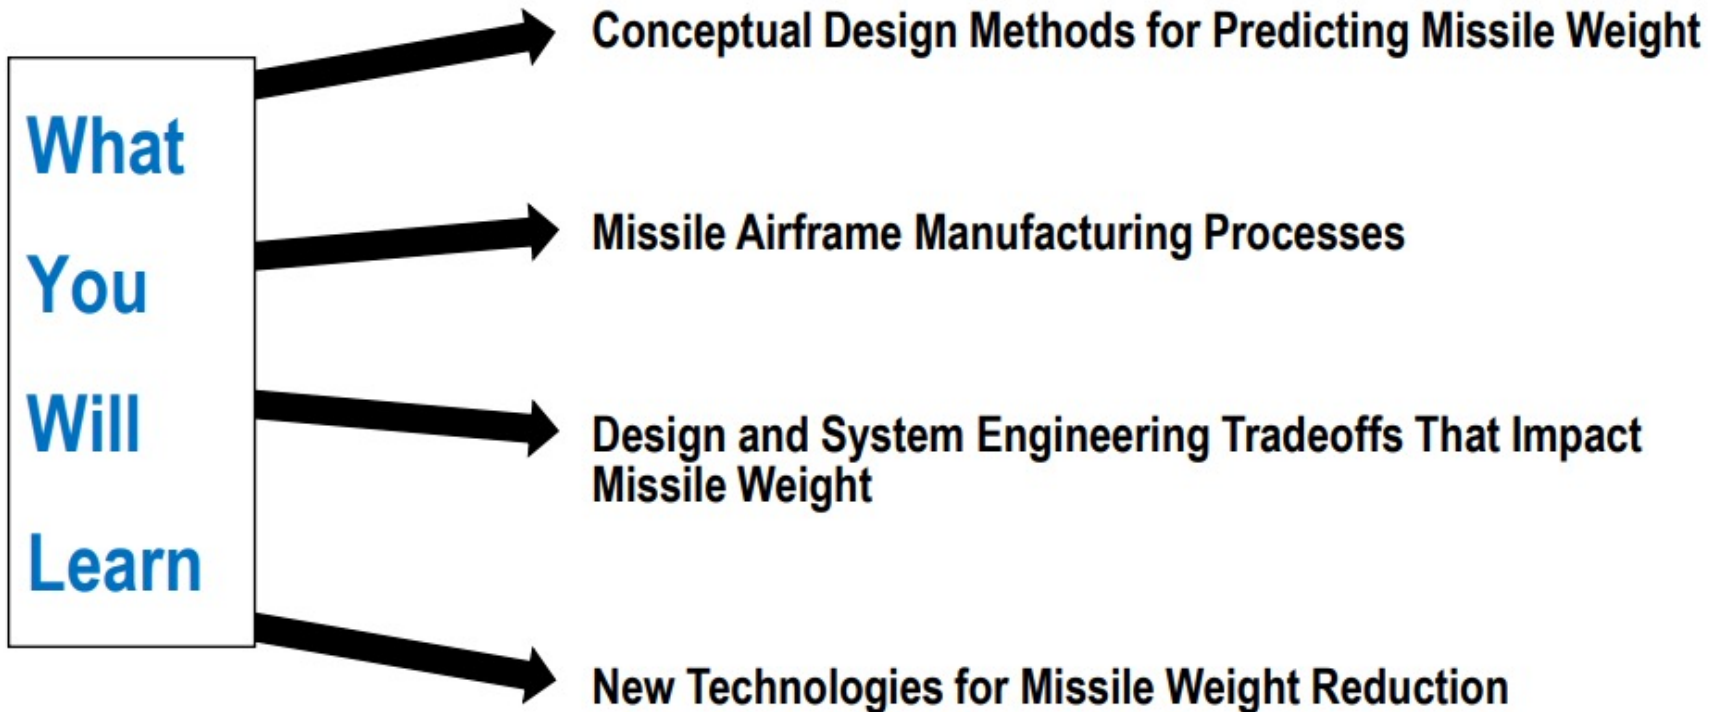 What
You
Will
Learn
Conceptual Design Methods for Predicting Missile Weight
Missile Airframe Manufacturing Processes
Design and System Engineering Tradeoffs That Impact
Missile Weight
New Technologies for Missile Weight Reduction